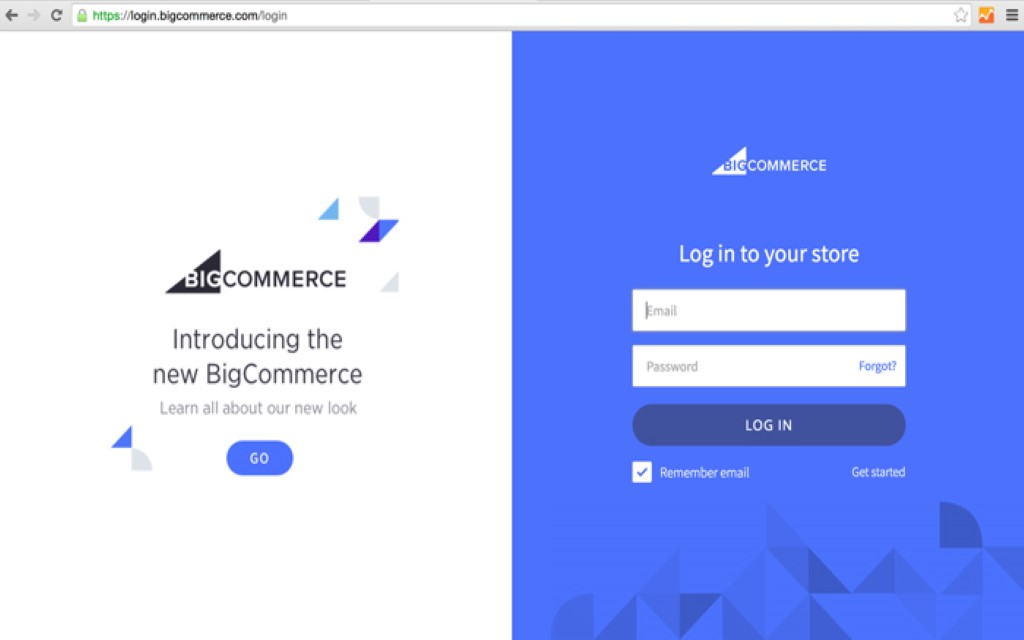 https://login.bigcommerce.com/login
BIGCOMMERCE
Introducing the
new BigCommerce
Learn all about our new look
GO
BIGCOMMERCE
Log in to your store
Email
Password
Forgot?
LOG IN
Remember email
Get started